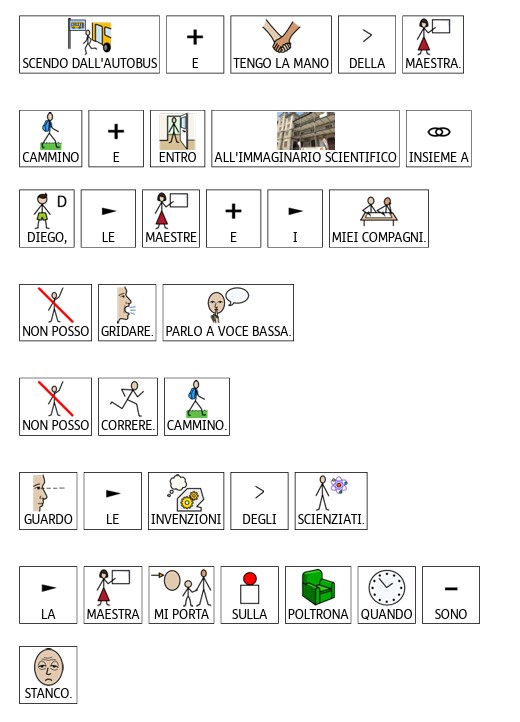 SCENDO DALL'AUTOBUS E TENGO LA MANO DELLA MAESTRA.
CAMMINO E ENTRO ALL'IMMAGINARIO SCIENTIFICO INSIEME A
D
DIEGO, LE MAESTRE E I MIEI COMPAGNI.
NON POSSO GRIDARE. PARLO A VOCE BASSA.
NON POSSO CORRERE. CAMMINO.
GUARDO LE INVENZIONI DEGLI SCIENZIATI.
LA MAESTRA MI PORTA SULLA POLTRONA QUANDO SONO
STANCO.